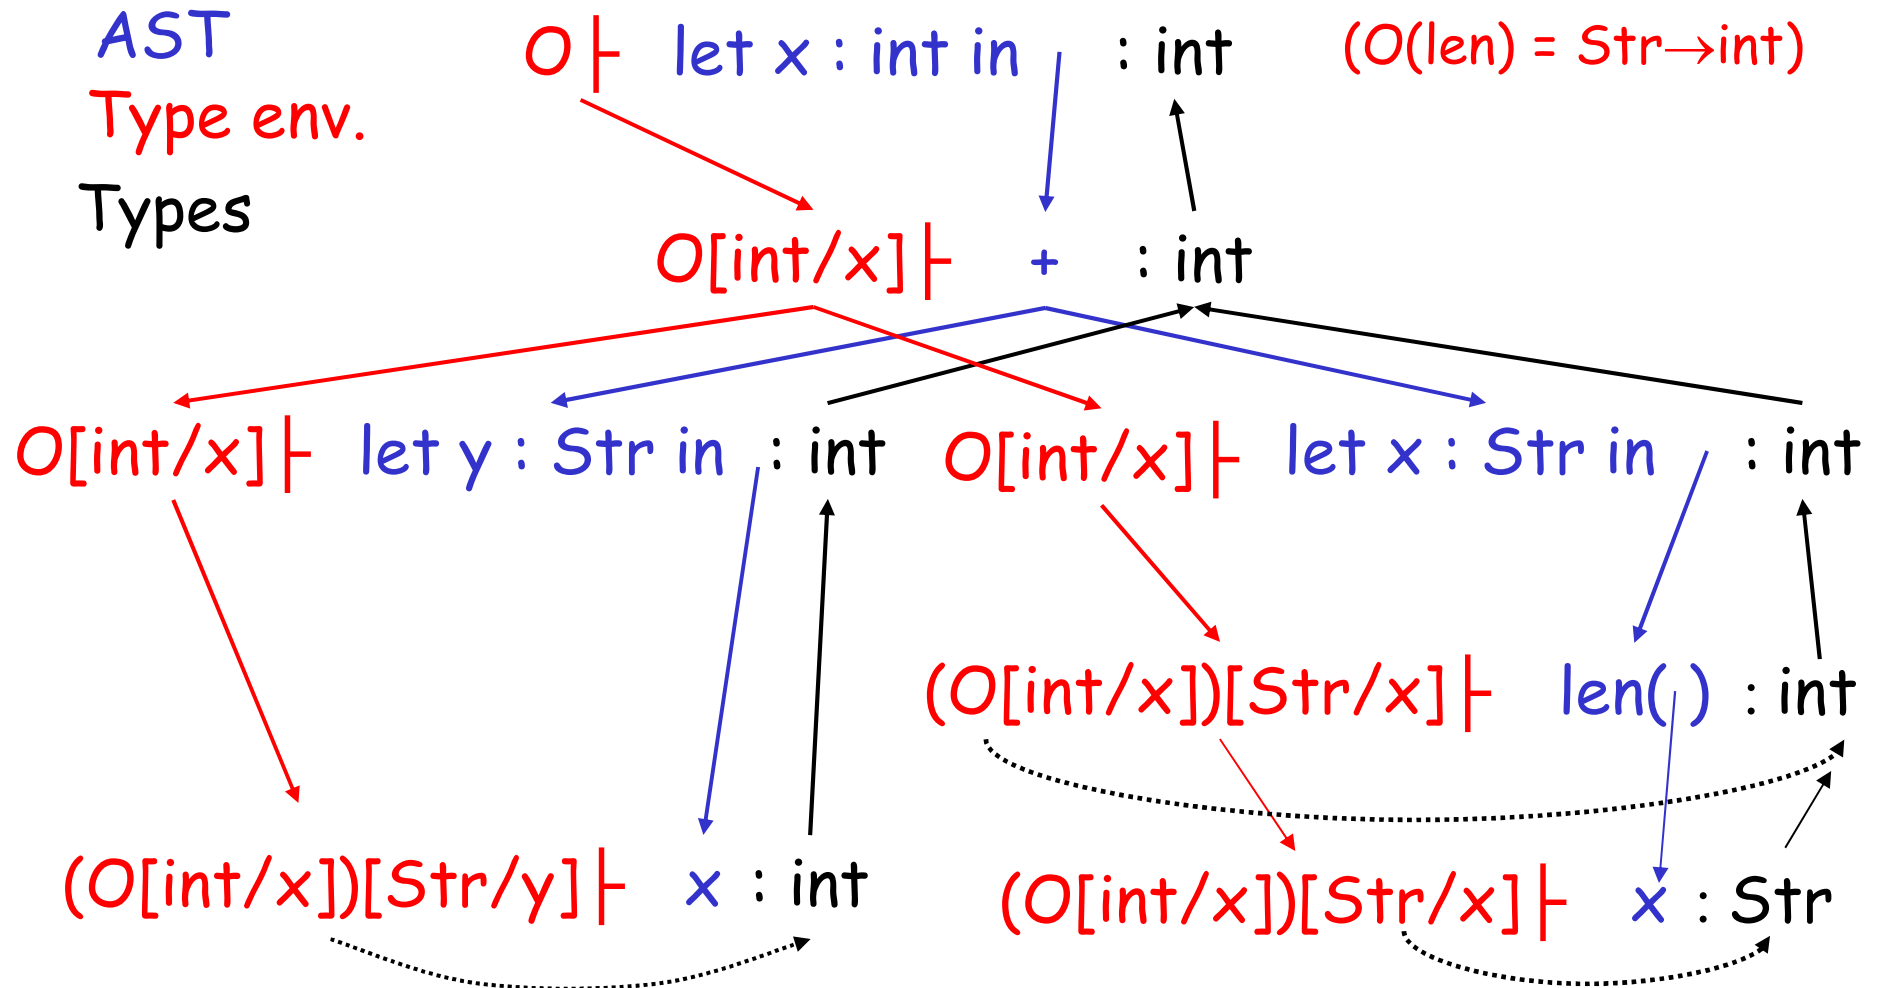 AST
O├ let x : int in : int
(O(len) = Str→int)
Type env.
Types
O[int/x]├ + : int
O[int/x]├ let y : Str in : int
O[int/x]├ let x : Str in : int
(O[int/x])[Str/x]├ len( ) : int
(O[int/x])[Str/y]├ x : int
(O[int/x])[Str/x]├ x : Str